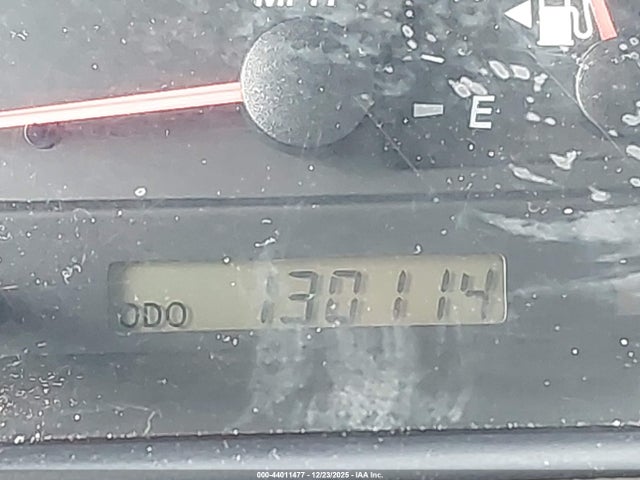 MPH
E
ODO 130114
000-44011477 - 12/23/2025 - IAA Inc.